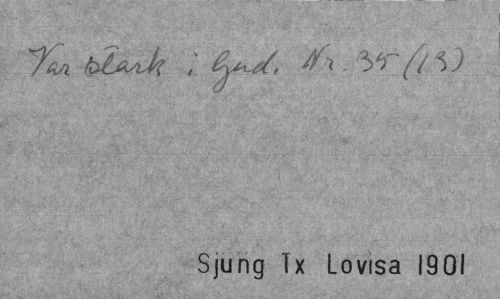 Var stark i Gud. Nr. 35 (13)
Sjung Tx Lovisa 1901